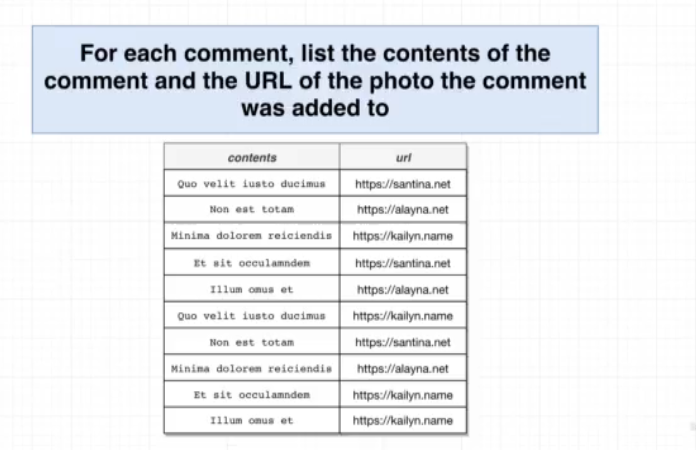 For each comment, list the contents of the
comment and the URL of the photo the comment
was added to
contents url
Quo velit iusto ducimus https://santina.net
Non est totam https://alayna.net
Minima dolorem reiciendis https://kailyn.name
Et sit occulamndem https://santina.net
Illum omus et https://alayna.net
Quo velit iusto ducimus https://kailyn.name
Non est totam https://santina.net
Minima dolorem reiciendis https://alayna.net
Et sit occulamndem https://kailyn.name
Illum omus et https://kailyn.name